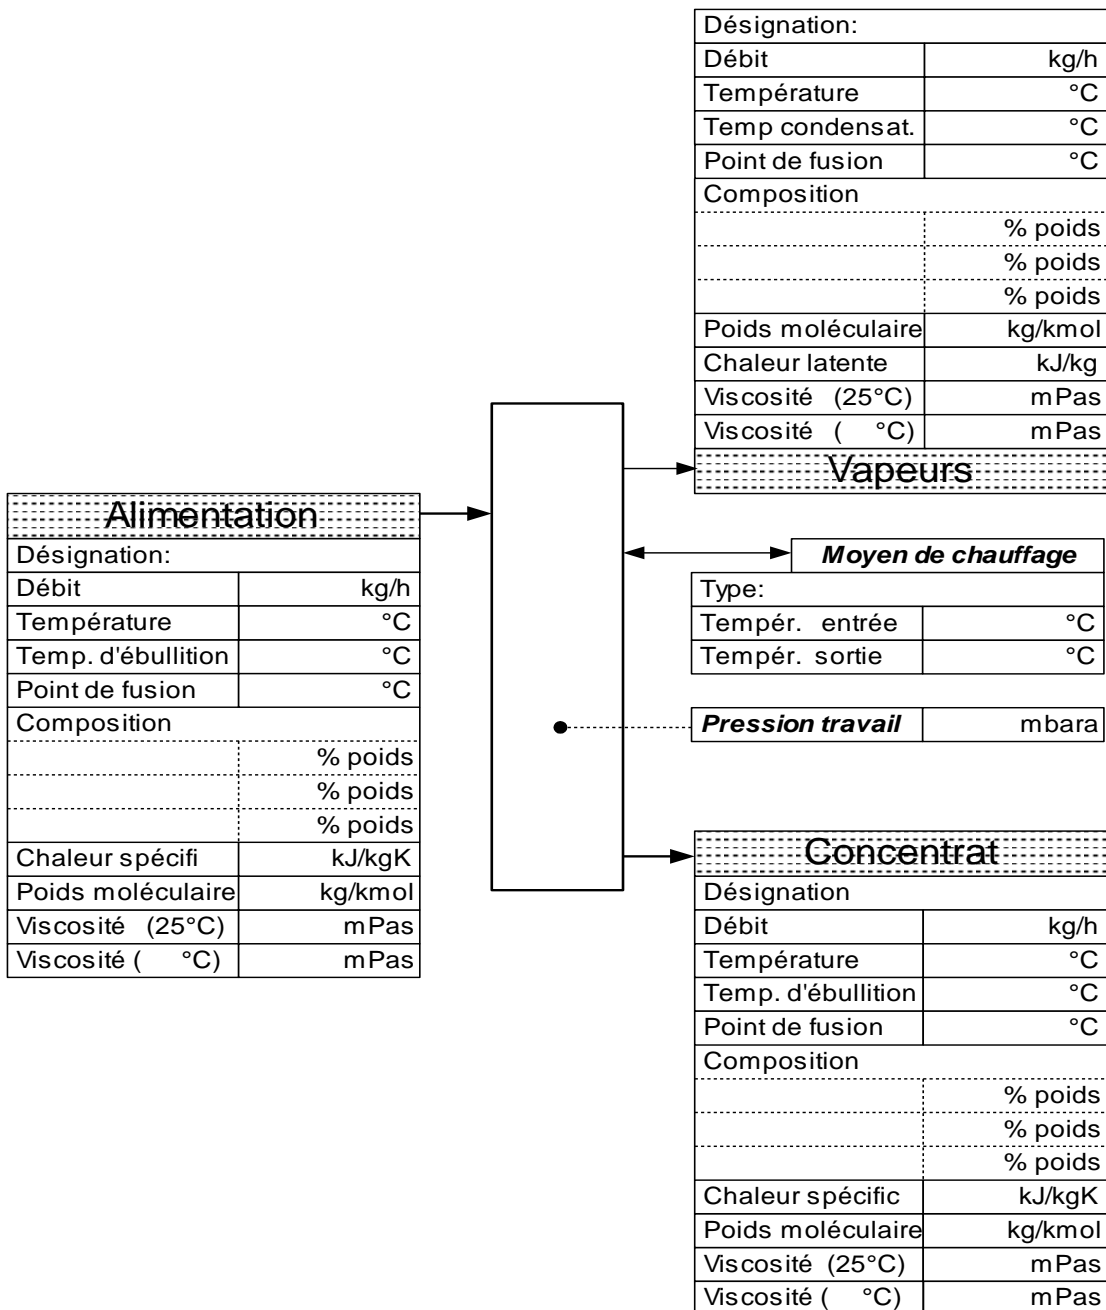 Désignation:
Débit kg/h
Température °C
Temp condensat. °C
Point de fusion °C
Composition
% poids
% poids
% poids
Poids moléculaire kg/kmol
Chaleur latente kJ/kg
Viscosité (25°C) mPas
Viscosité ( °C) mPas
Vapeurs
Alimentation
Désignation:
Débit kg/h
Température °C
Temp. d'ébullition °C
Point de fusion °C
Composition
% poids
% poids
% poids
Chaleur spécifi kJ/kgK
Poids moléculaire kg/kmol
Viscosité (25°C) mPas
Viscosité ( °C) mPas
Moyen de chauffage
Type:
Tempér. entrée °C
Tempér. sortie °C
Pression travail mbara
Concentrat
Désignation
Débit kg/h
Température °C
Temp. d'ébullition °C
Point de fusion °C
Composition
% poids
% poids
% poids
Chaleur spécific kJ/kgK
Poids moléculaire kg/kmol
Viscosité (25°C) mPas
Viscosité ( °C) mPas